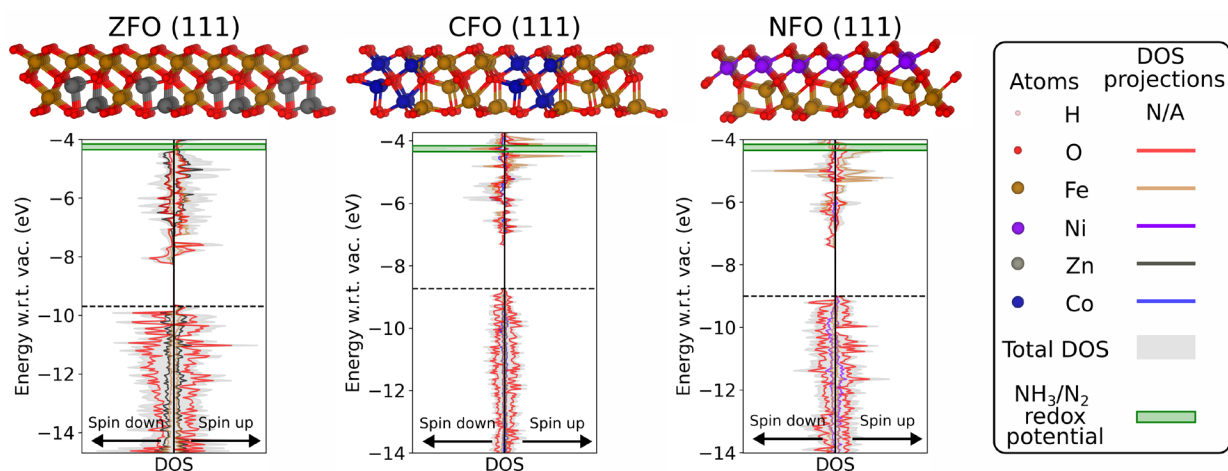 ZFO (111)
CFO (111)
NFO (111)
Energy w.r.t. vac. (eV)
−4
−6
−8
−10
−12
−14
Spin down
Spin up
DOS
Energy w.r.t. vac. (eV)
−4
−6
−8
−10
−12
−14
Spin down
Spin up
DOS
Energy w.r.t. vac. (eV)
−4
−6
−8
−10
−12
−14
Spin down
Spin up
DOS
Atoms
DOS
projections
H
N/A
O
Fe
Ni
Zn
Co
Total DOS
NH₃/N₂
redox
potential